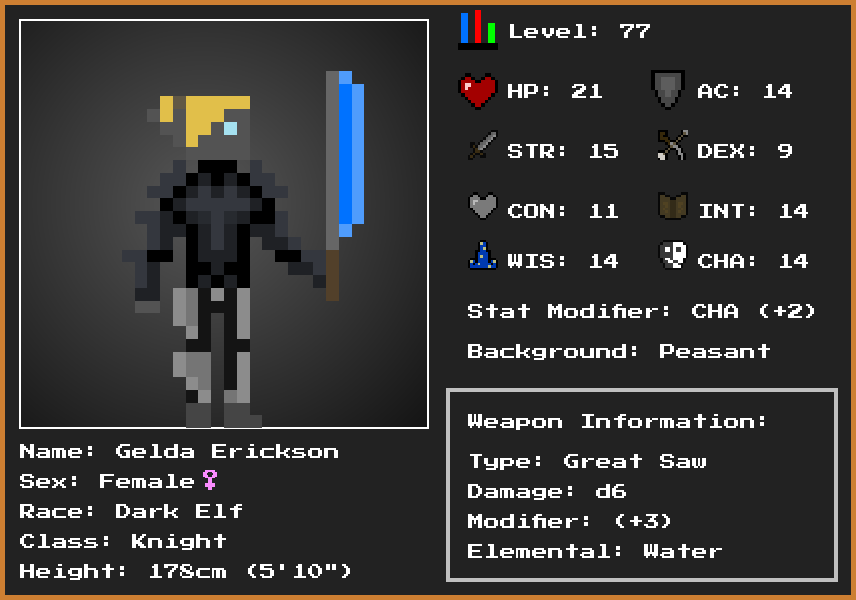 Level: 77
HP: 21
AC: 14
STR: 15
DEX: 9
CON: 11
INT: 14
WIS: 14
CHA: 14
Stat Modifier: CHA (+2)
Background: Peasant
Weapon Information:
Type: Great Saw
Damage: d6
Modifier: (+3)
Elemental: Water
Name: Gelda Erickson
Sex: Female♀
Race: Dark Elf
Class: Knight
Height: 178cm (5'10")